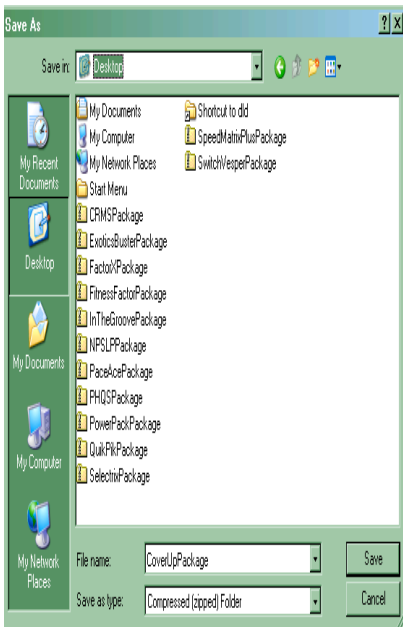 Save As
? X
Save in: Desktop
My Recent
Documents
Desktop
My Documents
My Computer
My Network
Places
My Documents
My Computer
My Network Places
Start Menu
CRMSPackage
ExoticsBusterPackage
FactorXPackage
FitnessFactorPackage
InTheGroovePackage
NPSLPPackage
PaceAcePackage
PHQSPackage
PowerPackPackage
QuikPikPackage
SelectrixPackage
Shortcut to dld
SpeedMatrixPlusPackage
SwitchVesperPackage
File name: CoverUpPackage Save
Save as type: Compressed (zipped) Folder Cancel